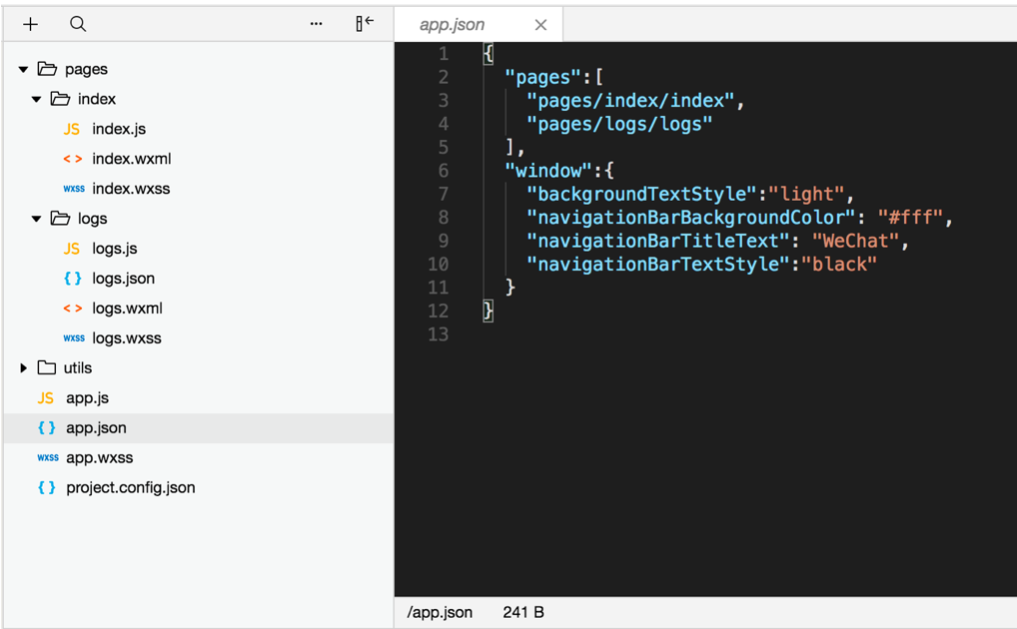 app.json
pages
index
JS index.js
< > index.wxml
wxss index.wxss
logs
JS logs.js
{ } logs.json
< > logs.wxml
wxss logs.wxss
utils
JS app.js
{ } app.json
wxss app.wxss
{ } project.config.json
1 {
2 "pages":[
3 "pages/index/index",
4 "pages/logs/logs"
5 ],
6 "window":{
7 "backgroundTextStyle":"light",
8 "navigationBarBackgroundColor": "#fff",
9 "navigationBarTitleText": "WeChat",
10 "navigationBarTextStyle":"black"
11 }
12 }
13
/app.json 241 B